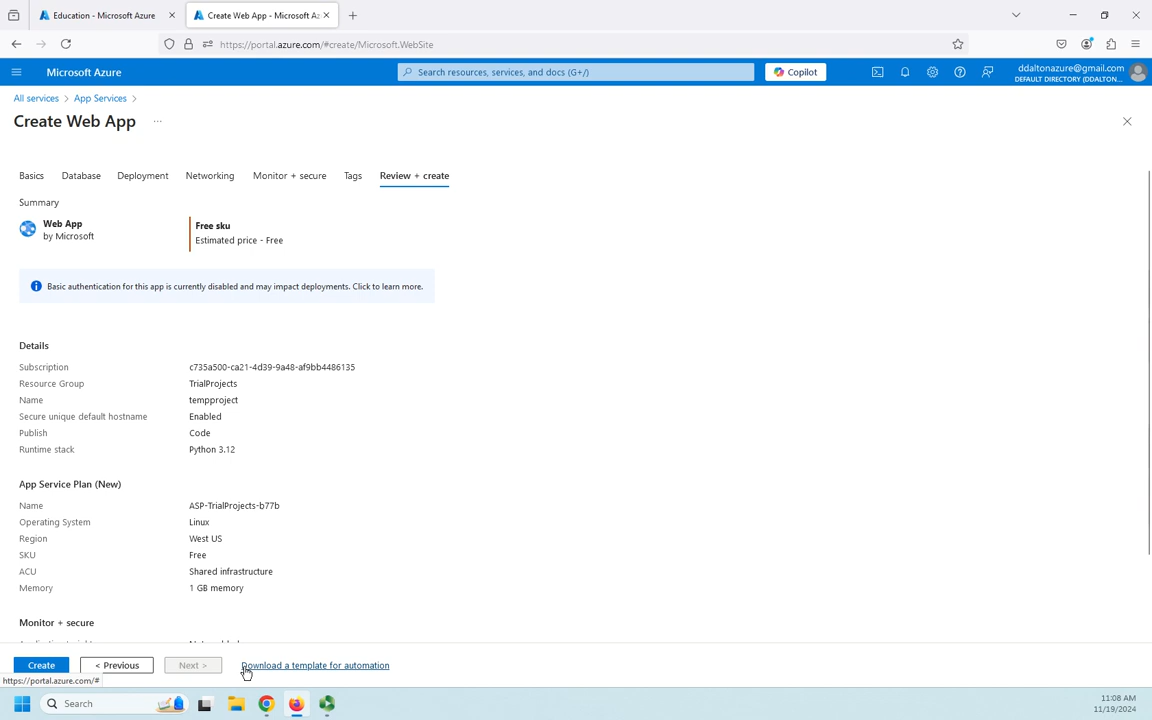 Education - Microsoft Azure
Create Web App - Microsoft Az
https://portal.azure.com/#create/Microsoft.WebSite
Microsoft Azure
Search resources, services, and docs (G+/)
Copilot
ddaltonazure@gmail.com
DEFAULT DIRECTORY (DDALTON...
All services > App Services >
Create Web App ...
Basics Database Deployment Networking Monitor + secure Tags Review + create
Summary
Web App
by Microsoft
Free sku
Estimated price - Free
Basic authentication for this app is currently disabled and may impact deployments. Click to learn more.
Details
Subscription c735a500-ca21-4d39-9a48-af9bb4486135
Resource Group TrialProjects
Name tempproject
Secure unique default hostname Enabled
Publish Code
Runtime stack Python 3.12
App Service Plan (New)
Name ASP-TrialProjects-b77b
Operating System Linux
Region West US
SKU Free
ACU Shared infrastructure
Memory 1 GB memory
Monitor + secure
Create < Previous Next > Download a template for automation
https://portal.azure.com/#
Search
11:08 AM
11/19/2024